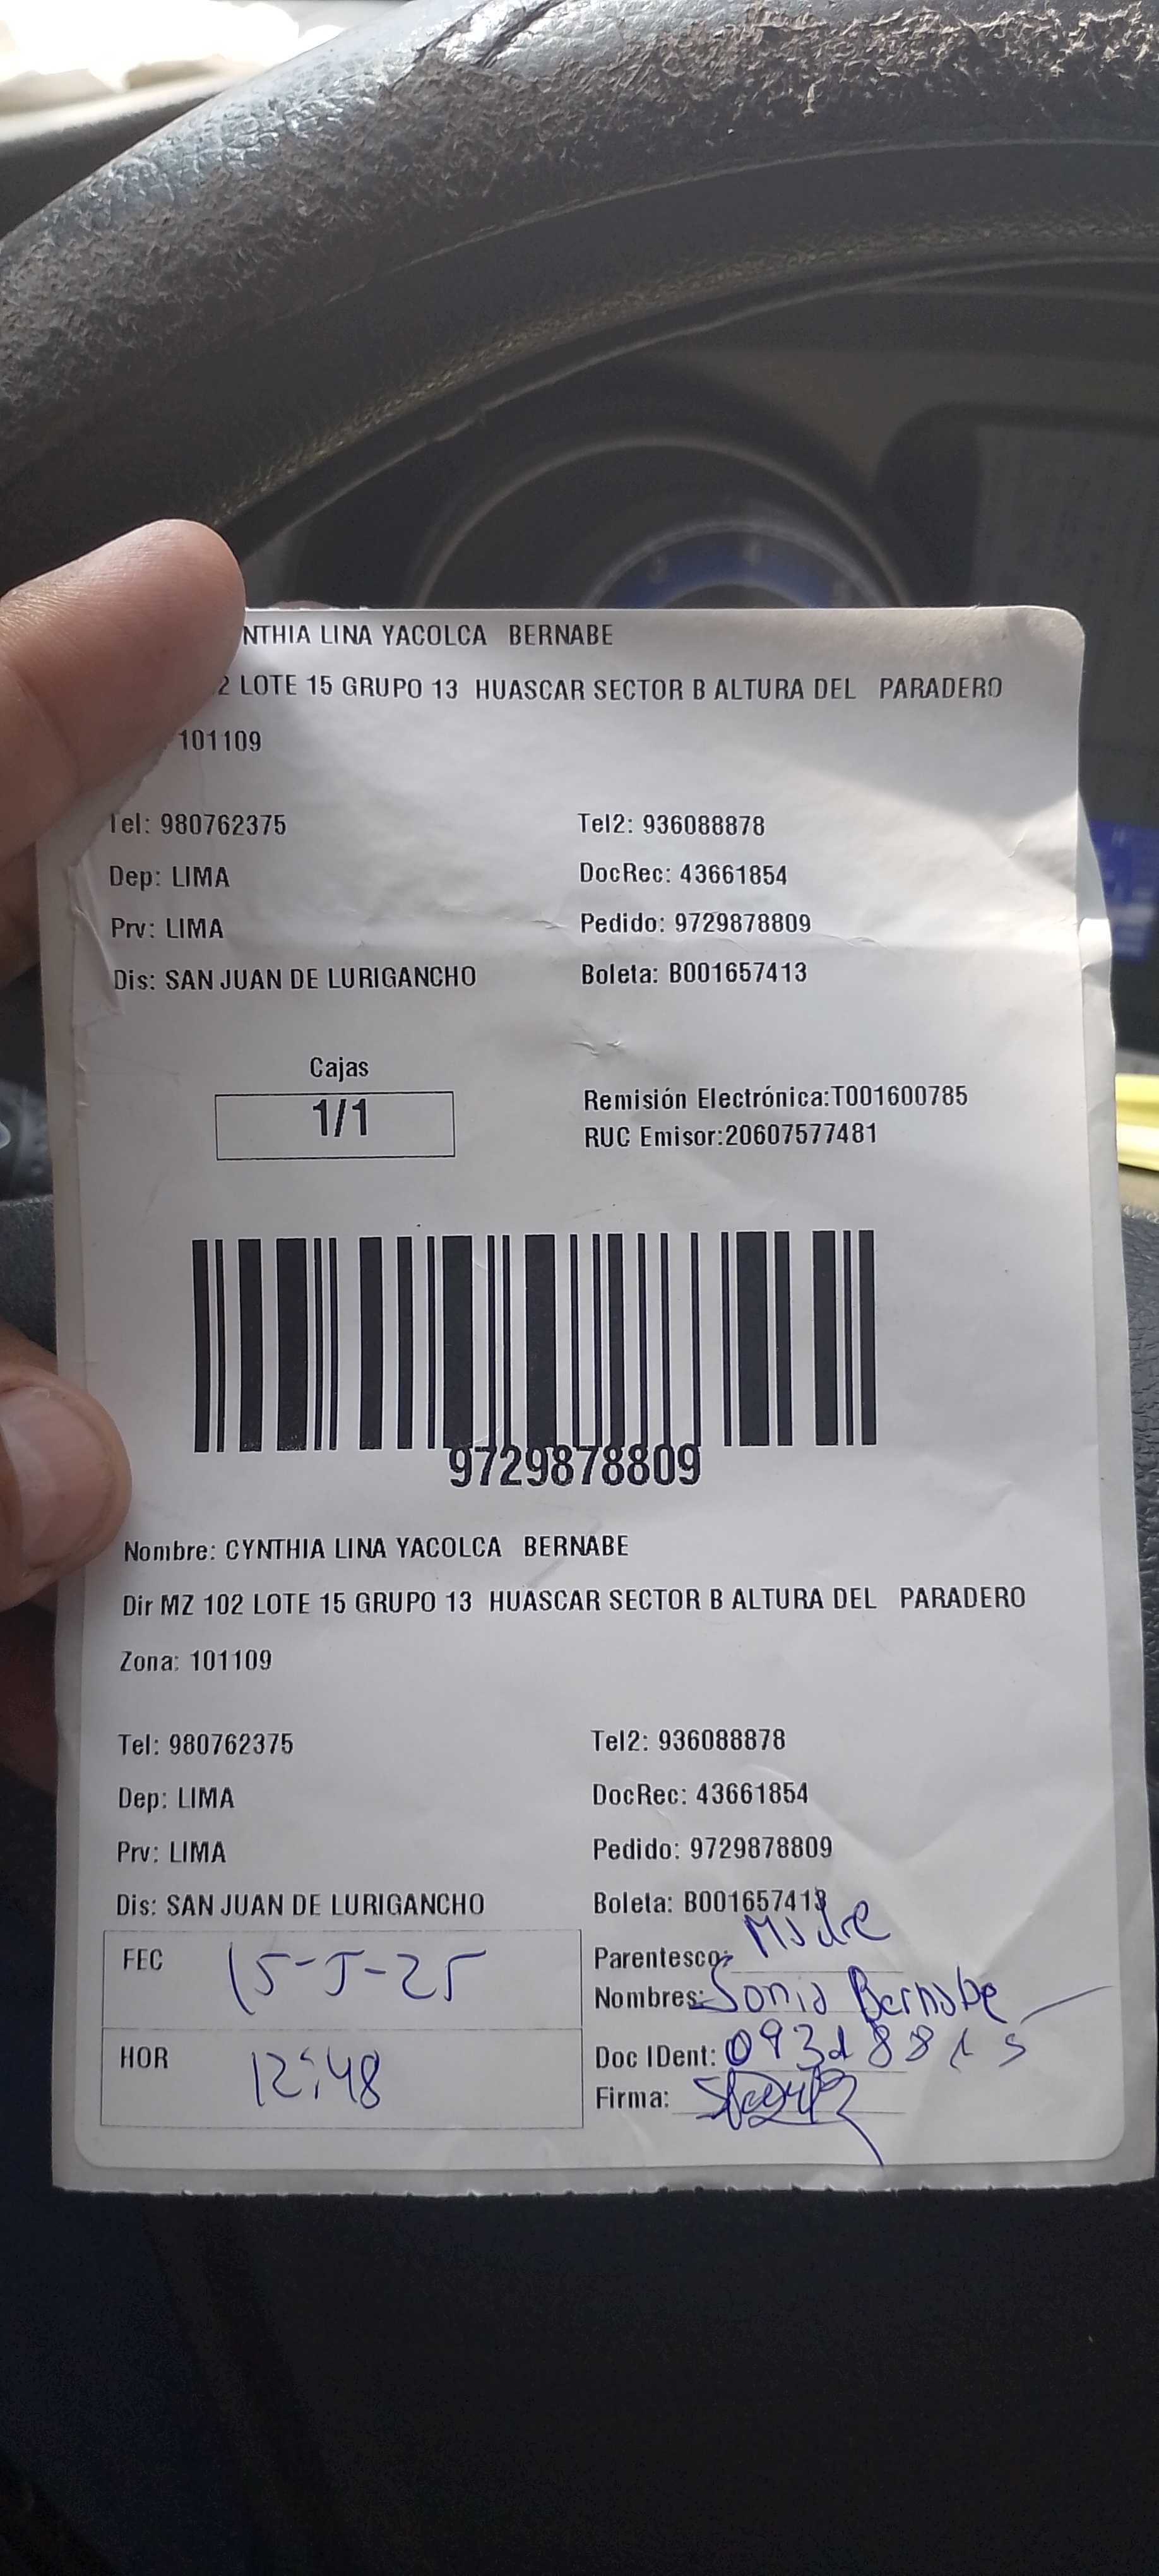 NTHIA LINA YACOLCA BERNABE
2 LOTE 15 GRUPO 13 HUASCAR SECTOR B ALTURA DEL PARADERO
101109
Tel: 980762375 Tel2: 936088878
Dep: LIMA DocRec: 43661854
Prv: LIMA Pedido: 9729878809
Dis: SAN JUAN DE LURIGANCHO Boleta: B001657413
Cajas
1/1
Remisión Electrónica:T001600785
RUC Emisor:20607577481
9729878809
Nombre: CYNTHIA LINA YACOLCA BERNABE
Dir MZ 102 LOTE 15 GRUPO 13 HUASCAR SECTOR B ALTURA DEL PARADERO
Zona: 101109
Tel: 980762375 Tel2: 936088878
Dep: LIMA DocRec: 43661854
Prv: LIMA Pedido: 9729878809
Dis: SAN JUAN DE LURIGANCHO Boleta: B001657413
FEC 15-5-25 Parentesco: Madre
Nombres: Sonia Bernabe
HOR 12:48 Doc IDent:
Firma: